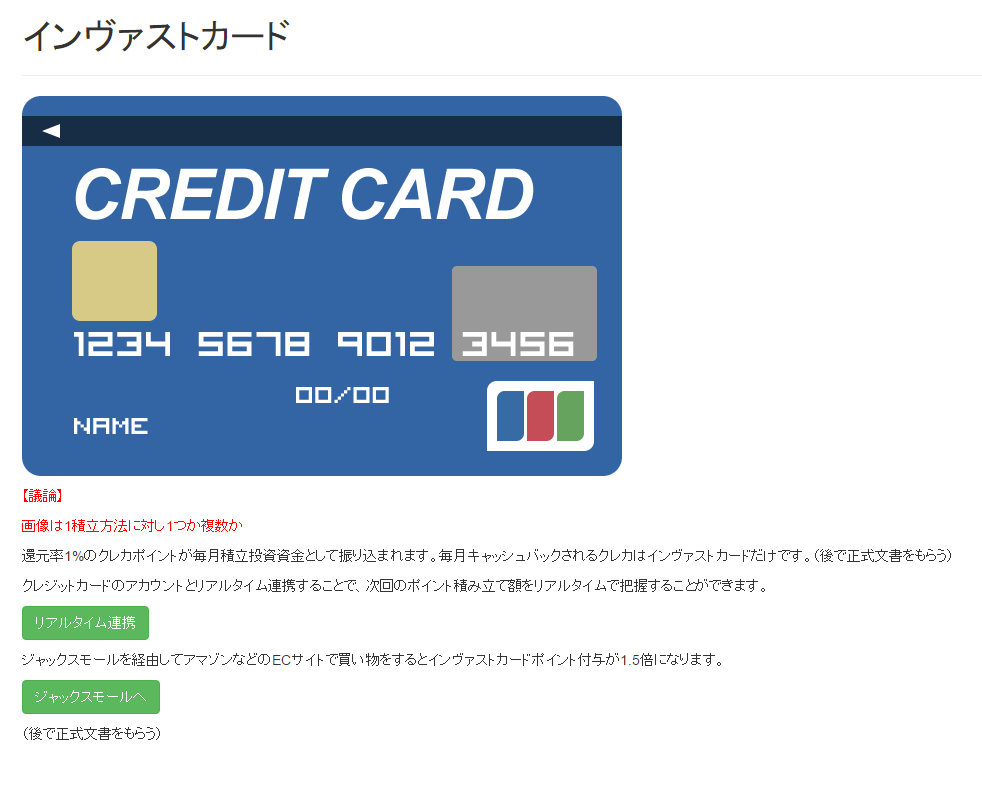 インヴァストカード
CREDIT CARD
1234 5678 9012 3456
00/00
NAME
【議論】
画像は1積立方法に対し1つか複数か
還元率1%のクレカポイントが毎月積立投資資金として振り込まれます。毎月キャッシュバックされるクレカはインヴァストカードだけです。(後で正式文書をもらう)
クレジットカードのアカウントとリアルタイム連携することで、次回のポイント積み立て額をリアルタイムで把握することができます。
リアルタイム連携
ジャックスモールを経由してアマゾンなどのECサイトで買い物をするとインヴァストカードポイント付与が1.5倍になります。
ジャックスモールへ
(後で正式文書をもらう)